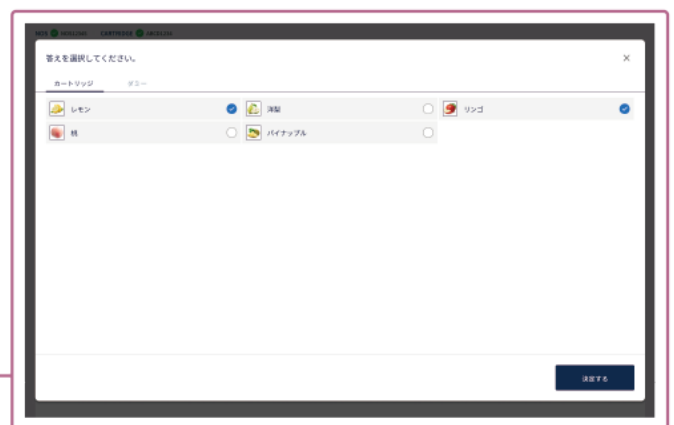 答えを選択してください。
カートリッジ ダミー
レモン 洋梨 リンゴ
桃 パイナップル
決定する